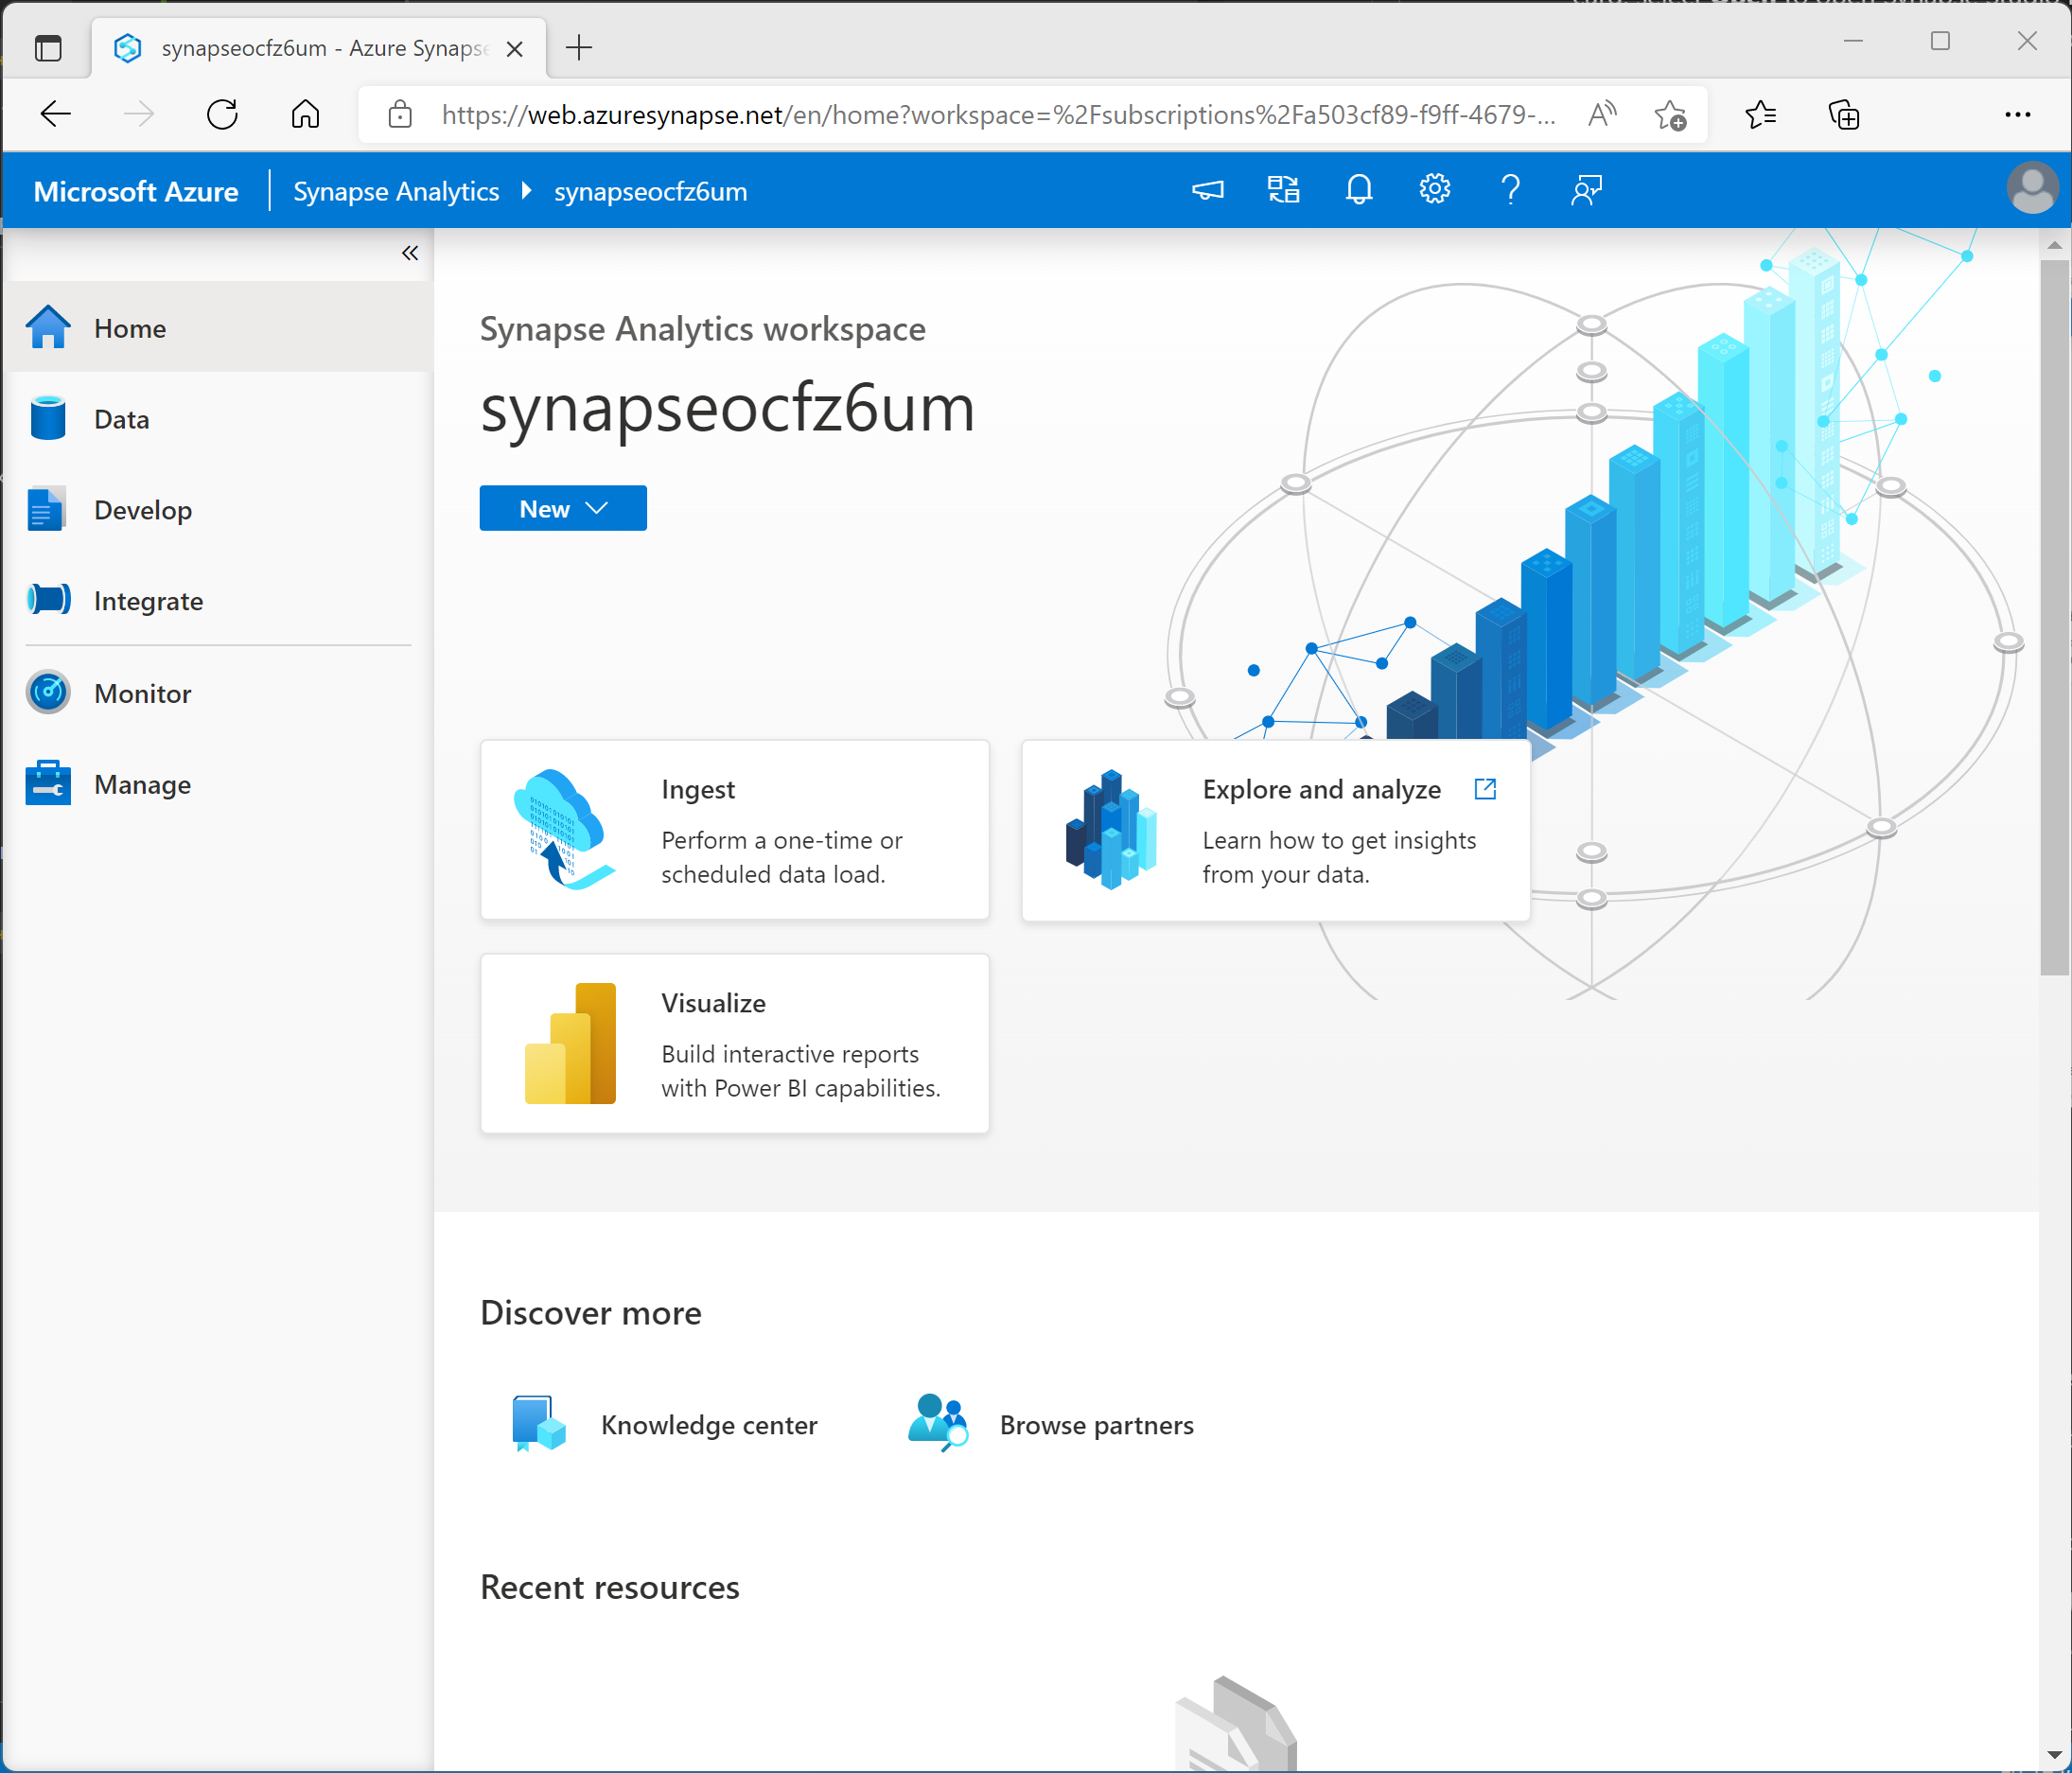 synapseocfz6um - Azure Synapse
https://web.azuresynapse.net/en/home?workspace=%2Fsubscriptions%2Fa503cf89-f9ff-4679-...
Microsoft Azure
Synapse Analytics
synapseocfz6um
Home
Data
Develop
Integrate
Monitor
Manage
Synapse Analytics workspace
synapseocfz6um
New
Ingest
Perform a one-time or
scheduled data load.
Explore and analyze
Learn how to get insights
from your data.
Visualize
Build interactive reports
with Power BI capabilities.
Discover more
Knowledge center
Browse partners
Recent resources